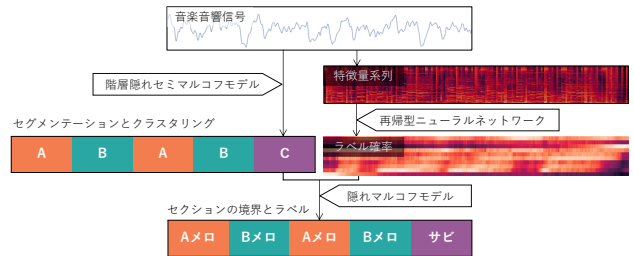 音楽音響信号
階層隠れセミマルコフモデル
特徴量系列
再帰型ニューラルネットワーク
セグメンテーションとクラスタリング
ラベル確率
A B A B C
隠れマルコフモデル
セクションの境界とラベル
Aメロ Bメロ Aメロ Bメロ サビ